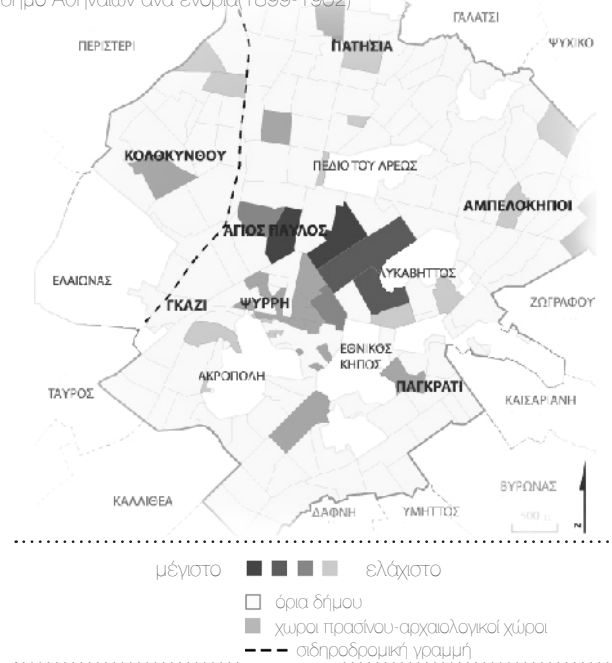 δήμο Αθηναίων ανά ενορία(1899-1902)
ΓΑΛΑΤΣΙ
ΠΕΡΙΣΤΕΡΙ
ΠΑΤΗΣΙΑ
ΨΥΧΙΚΟ
ΚΟΛΟΚΥΝΘΟΥ
ΠΕΔΙΟ ΤΟΥ ΑΡΕΩΣ
ΑΜΠΕΛΟΚΗΠΟΙ
ΑΓΙΟΣ ΠΑΥΛΟΣ
ΕΛΑΙΩΝΑΣ
ΛΥΚΑΒΗΤΤΟΣ
ΓΚΑΖΙ
ΨΥΡΡΗ
ΖΩΓΡΑΦΟΥ
ΕΘΝΙΚΟΣ
ΚΗΠΟΣ
ΑΚΡΟΠΟΛΗ
ΠΑΓΚΡΑΤΙ
ΤΑΥΡΟΣ
ΚΑΙΣΑΡΙΑΝΗ
ΒΥΡΩΝΑΣ
ΚΑΛΛΙΘΕΑ
ΔΑΦΝΗ
ΥΜΗΤΤΟΣ
500 μ
N
μέγιστο ελάχιστο
όρια δήμου
χωροι πρασίνου-αρχαιολογικοί χώροι
σιδηροδρομική γραμμή